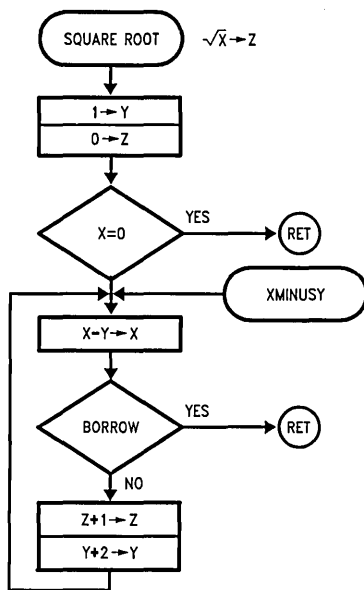 SQUARE ROOT
√X→Z
1→Y
0→Z
X=0
YES
RET
XMINUSY
X-Y→X
BORROW
YES
RET
NO
Z+1→Z
Y+2→Y